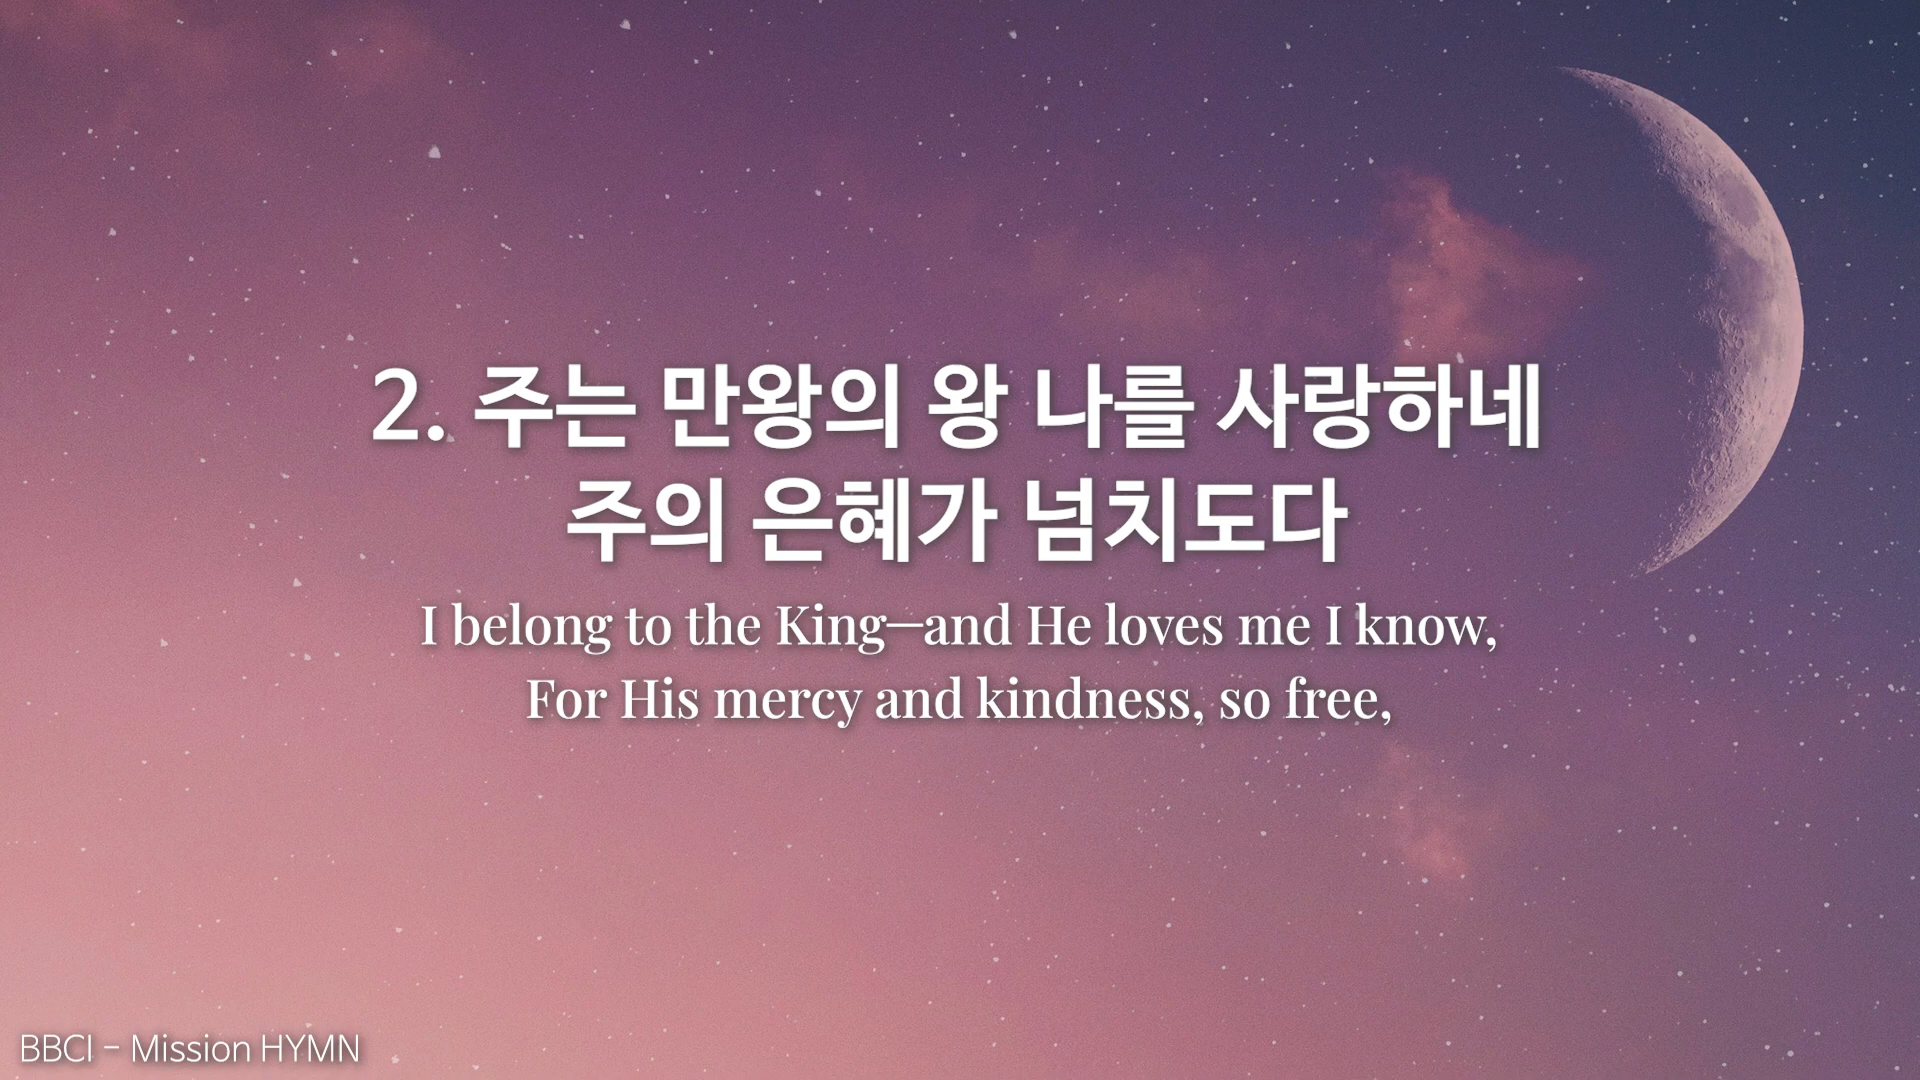 2. 주는 만왕의 왕 나를 사랑하네
주의 은혜가 넘치도다
I belong to the King—and He loves me I know,
For His mercy and kindness, so free,
BBCI - Mission HYMN